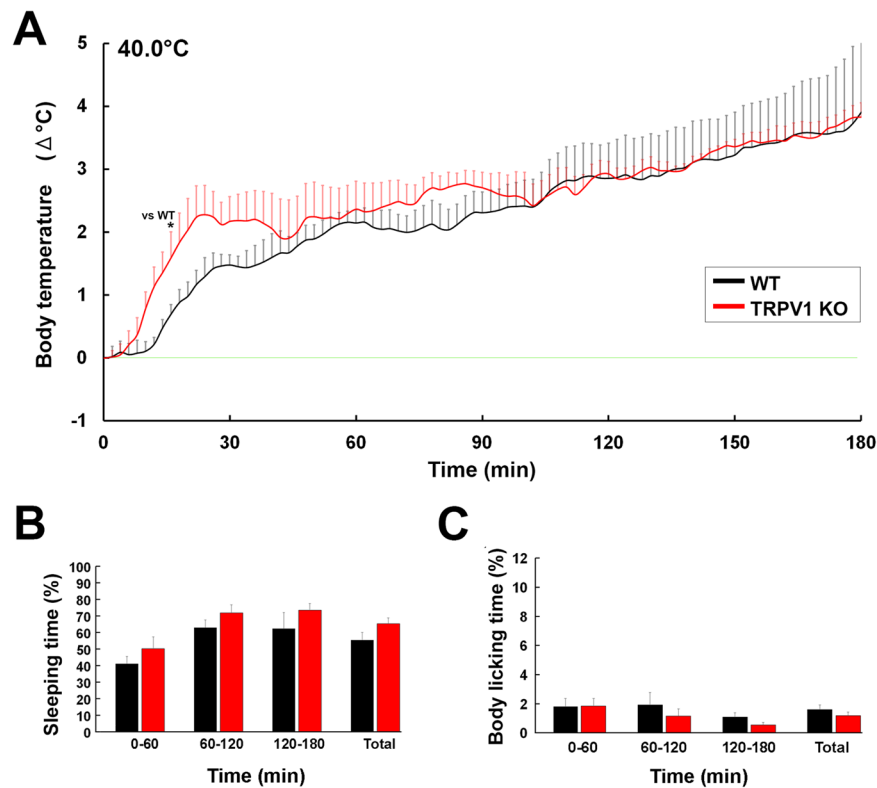 A
40.0°C
Body temperature (△°C)
5
4
3
2
1
0
-1
vs WT
*
WT
TRPV1 KO
0 30 60 90 120 150 180
Time (min)
B
Sleeping time (%)
100
90
80
70
60
50
40
30
20
10
0
0-60 60-120 120-180 Total
Time (min)
C
Body licking time (%)
12
10
8
6
4
2
0
0-60 60-120 120-180 Total
Time (min)